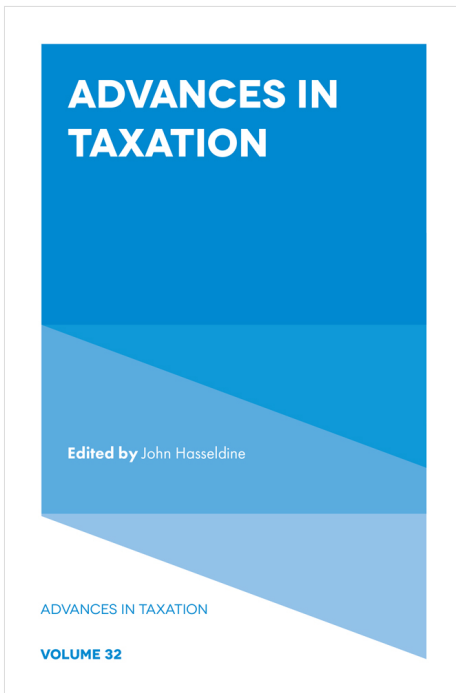 ADVANCES IN
TAXATION
Edited by John Hasseldine
ADVANCES IN TAXATION
VOLUME 32